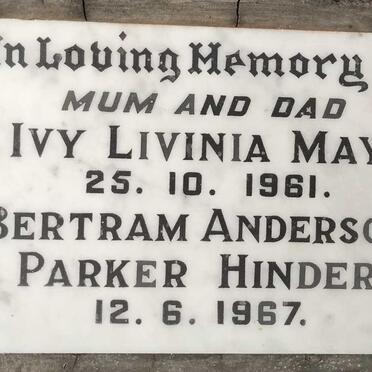 In Loving Memory
MUM AND DAD
IVY LIVINIA MAY
25. 10. 1961.
BERTRAM ANDERSO
PARKER HINDER
12. 6. 1967.